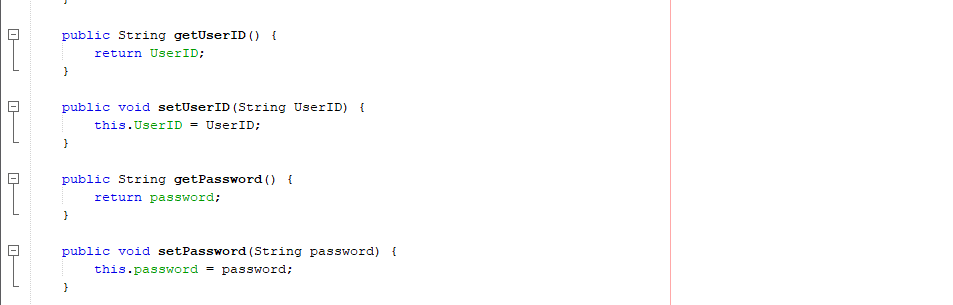 }
public String getUserID() {
return UserID;
}
public void setUserID(String UserID) {
this.UserID = UserID;
}
public String getPassword() {
return password;
}
public void setPassword(String password) {
this.password = password;
}